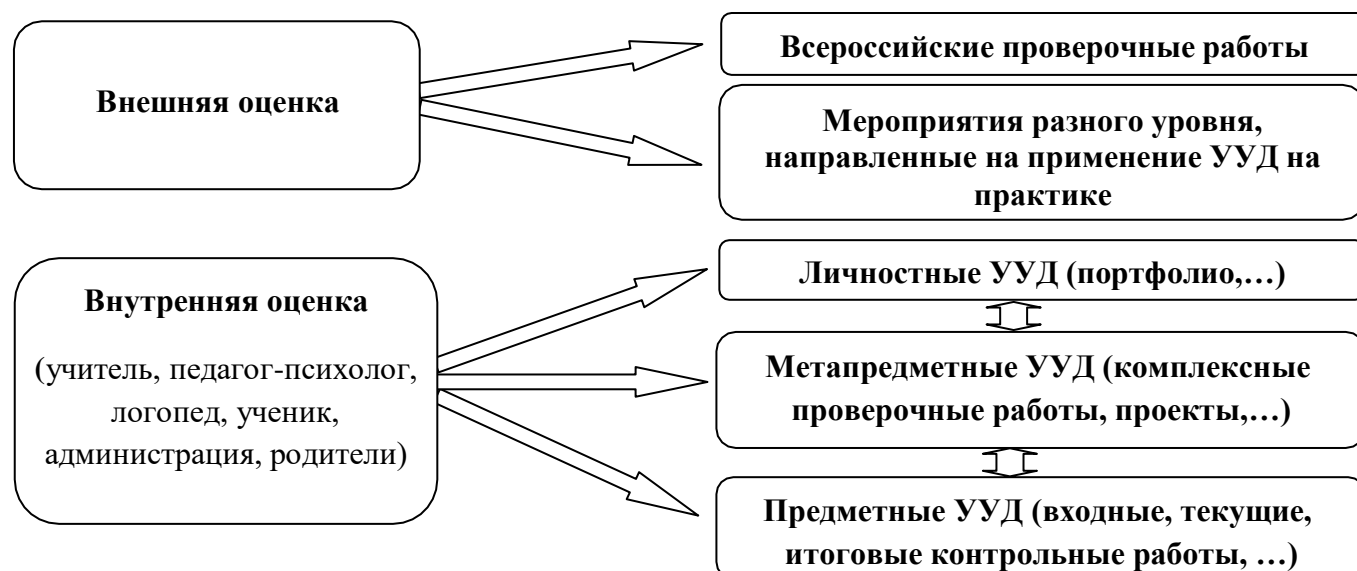 Внешняя оценка
Всероссийские проверочные работы
Мероприятия разного уровня,
направленные на применение УУД на
практике
Внутренняя оценка
(учитель, педагог-психолог,
логопед, ученик,
администрация, родители)
Личностные УУД (портфолио,…)
Метапредметные УУД (комплексные
проверочные работы, проекты,…)
Предметные УУД (входные, текущие,
итоговые контрольные работы, …)